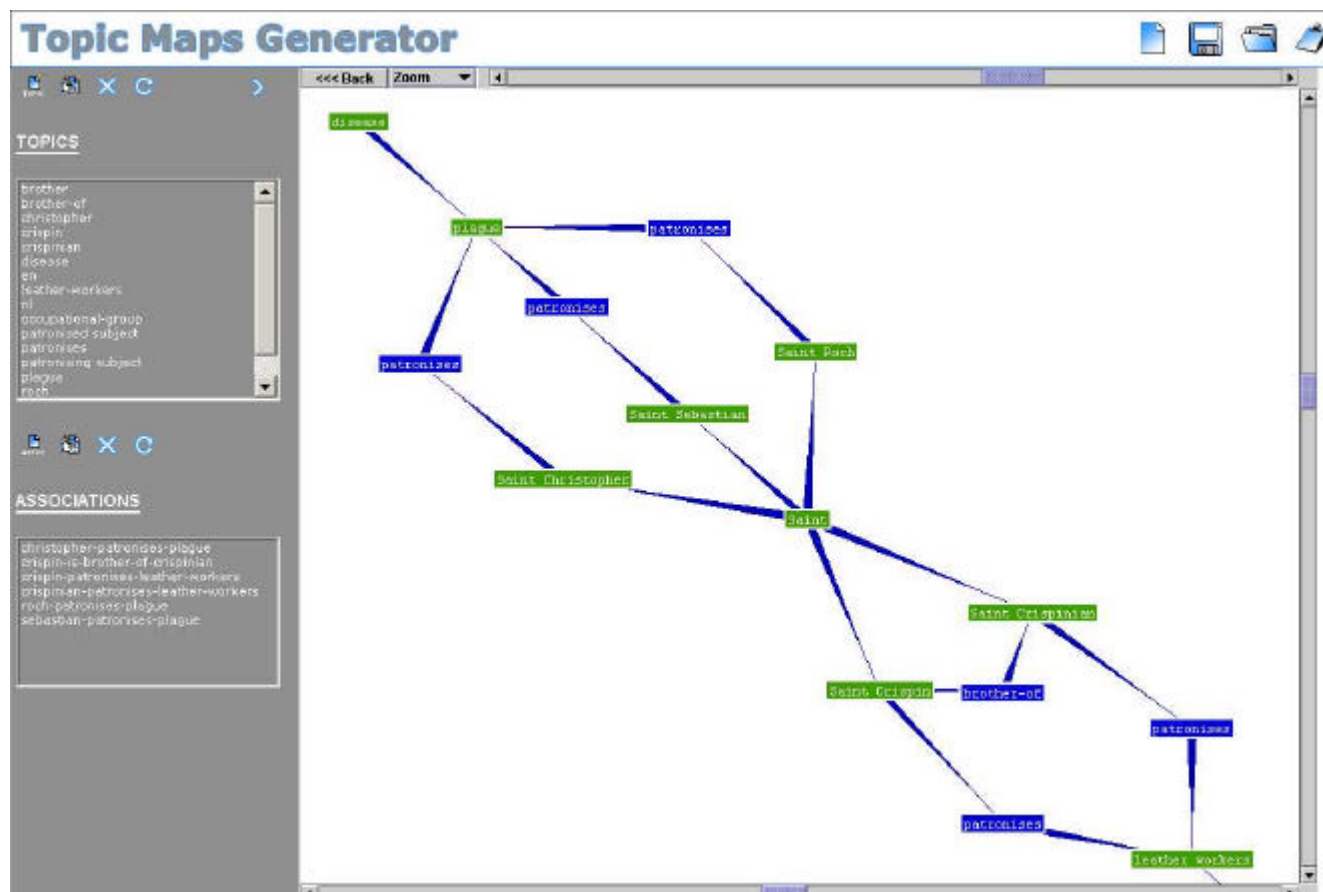 Topic Maps Generator
<<< Back
Zoom
TOPICS
brother
brother-of
christopher
crispin
crispinian
disease
en
leather-workers
nl
occupational-group
patronised subject
patronises
patronising subject
plague
roch
ASSOCIATIONS
christopher-patronises-plague
crispin-is-brother-of-crispinian
crispin-patronises-leather-workers
crispinian-patronises-leather-workers
roch-patronises-plague
sebastian-patronises-plague
disease
plague
patronises
patronises
Saint Roch
patronises
Saint Sebastian
Saint Christopher
Saint
Saint Crispinian
Saint Crispin
brother-of
patronises
patronises
leather workers